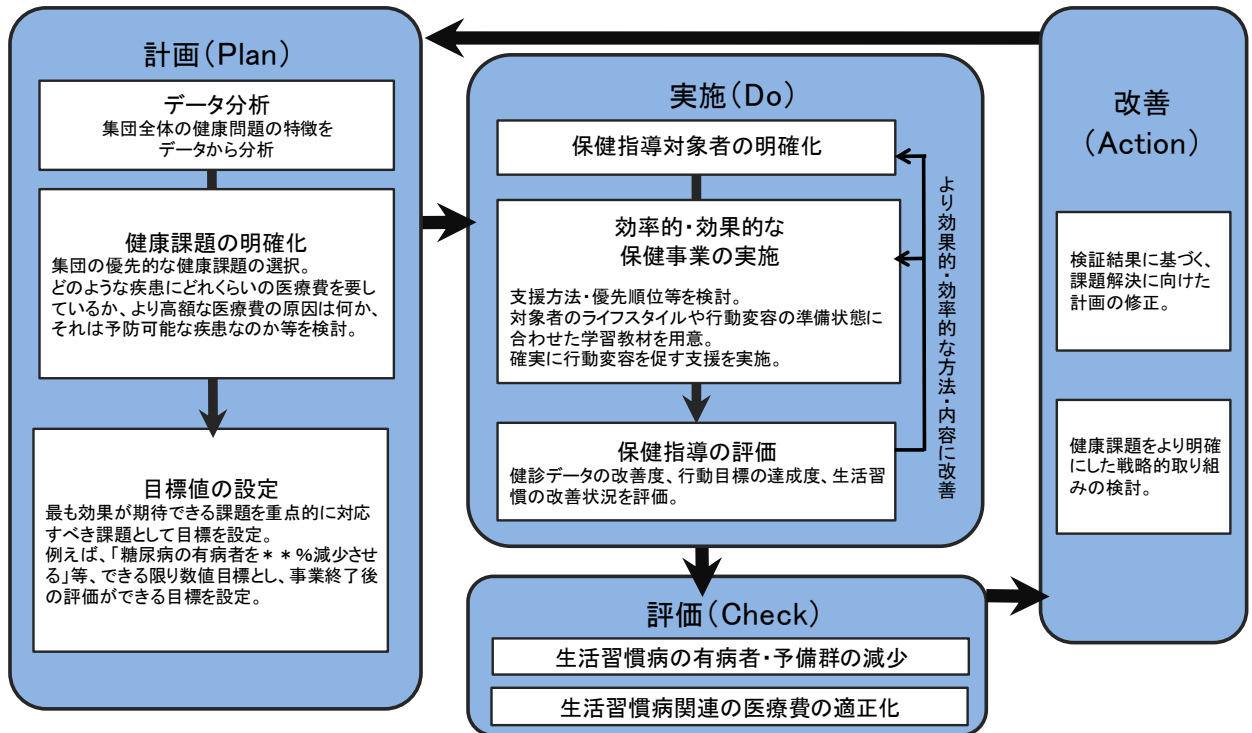 計画（Plan）
データ分析
集団全体の健康問題の特徴を
データから分析
健康課題の明確化
集団の優先的な健康課題の選択。
どのような疾患にどれくらいの医療費を要し
ているか、より高額な医療費の原因は何か、
それは予防可能な疾患なのか等を検討。
目標値の設定
最も効果が期待できる課題を重点的に対応
すべき課題として目標を設定。
例えば、「糖尿病の有病者を＊＊％減少させ
る」等、できる限り数値目標とし、事業終了後
の評価ができる目標を設定。
実施（Do）
保健指導対象者の明確化
効率的・効果的な
保健事業の実施
支援方法・優先順位等を検討。
対象者のライフスタイルや行動変容の準備状態に
合わせた学習教材を用意。
確実に行動変容を促す支援を実施。
保健指導の評価
健診データの改善度、行動目標の達成度、生活習
慣の改善状況を評価。
より効果的・効率的な方法・内容に改善
評価（Check）
生活習慣病の有病者・予備群の減少
生活習慣病関連の医療費の適正化
改善
（Action）
検証結果に基づく、
課題解決に向けた
計画の修正。
健康課題をより明確
にした戦略的取り組
みの検討。